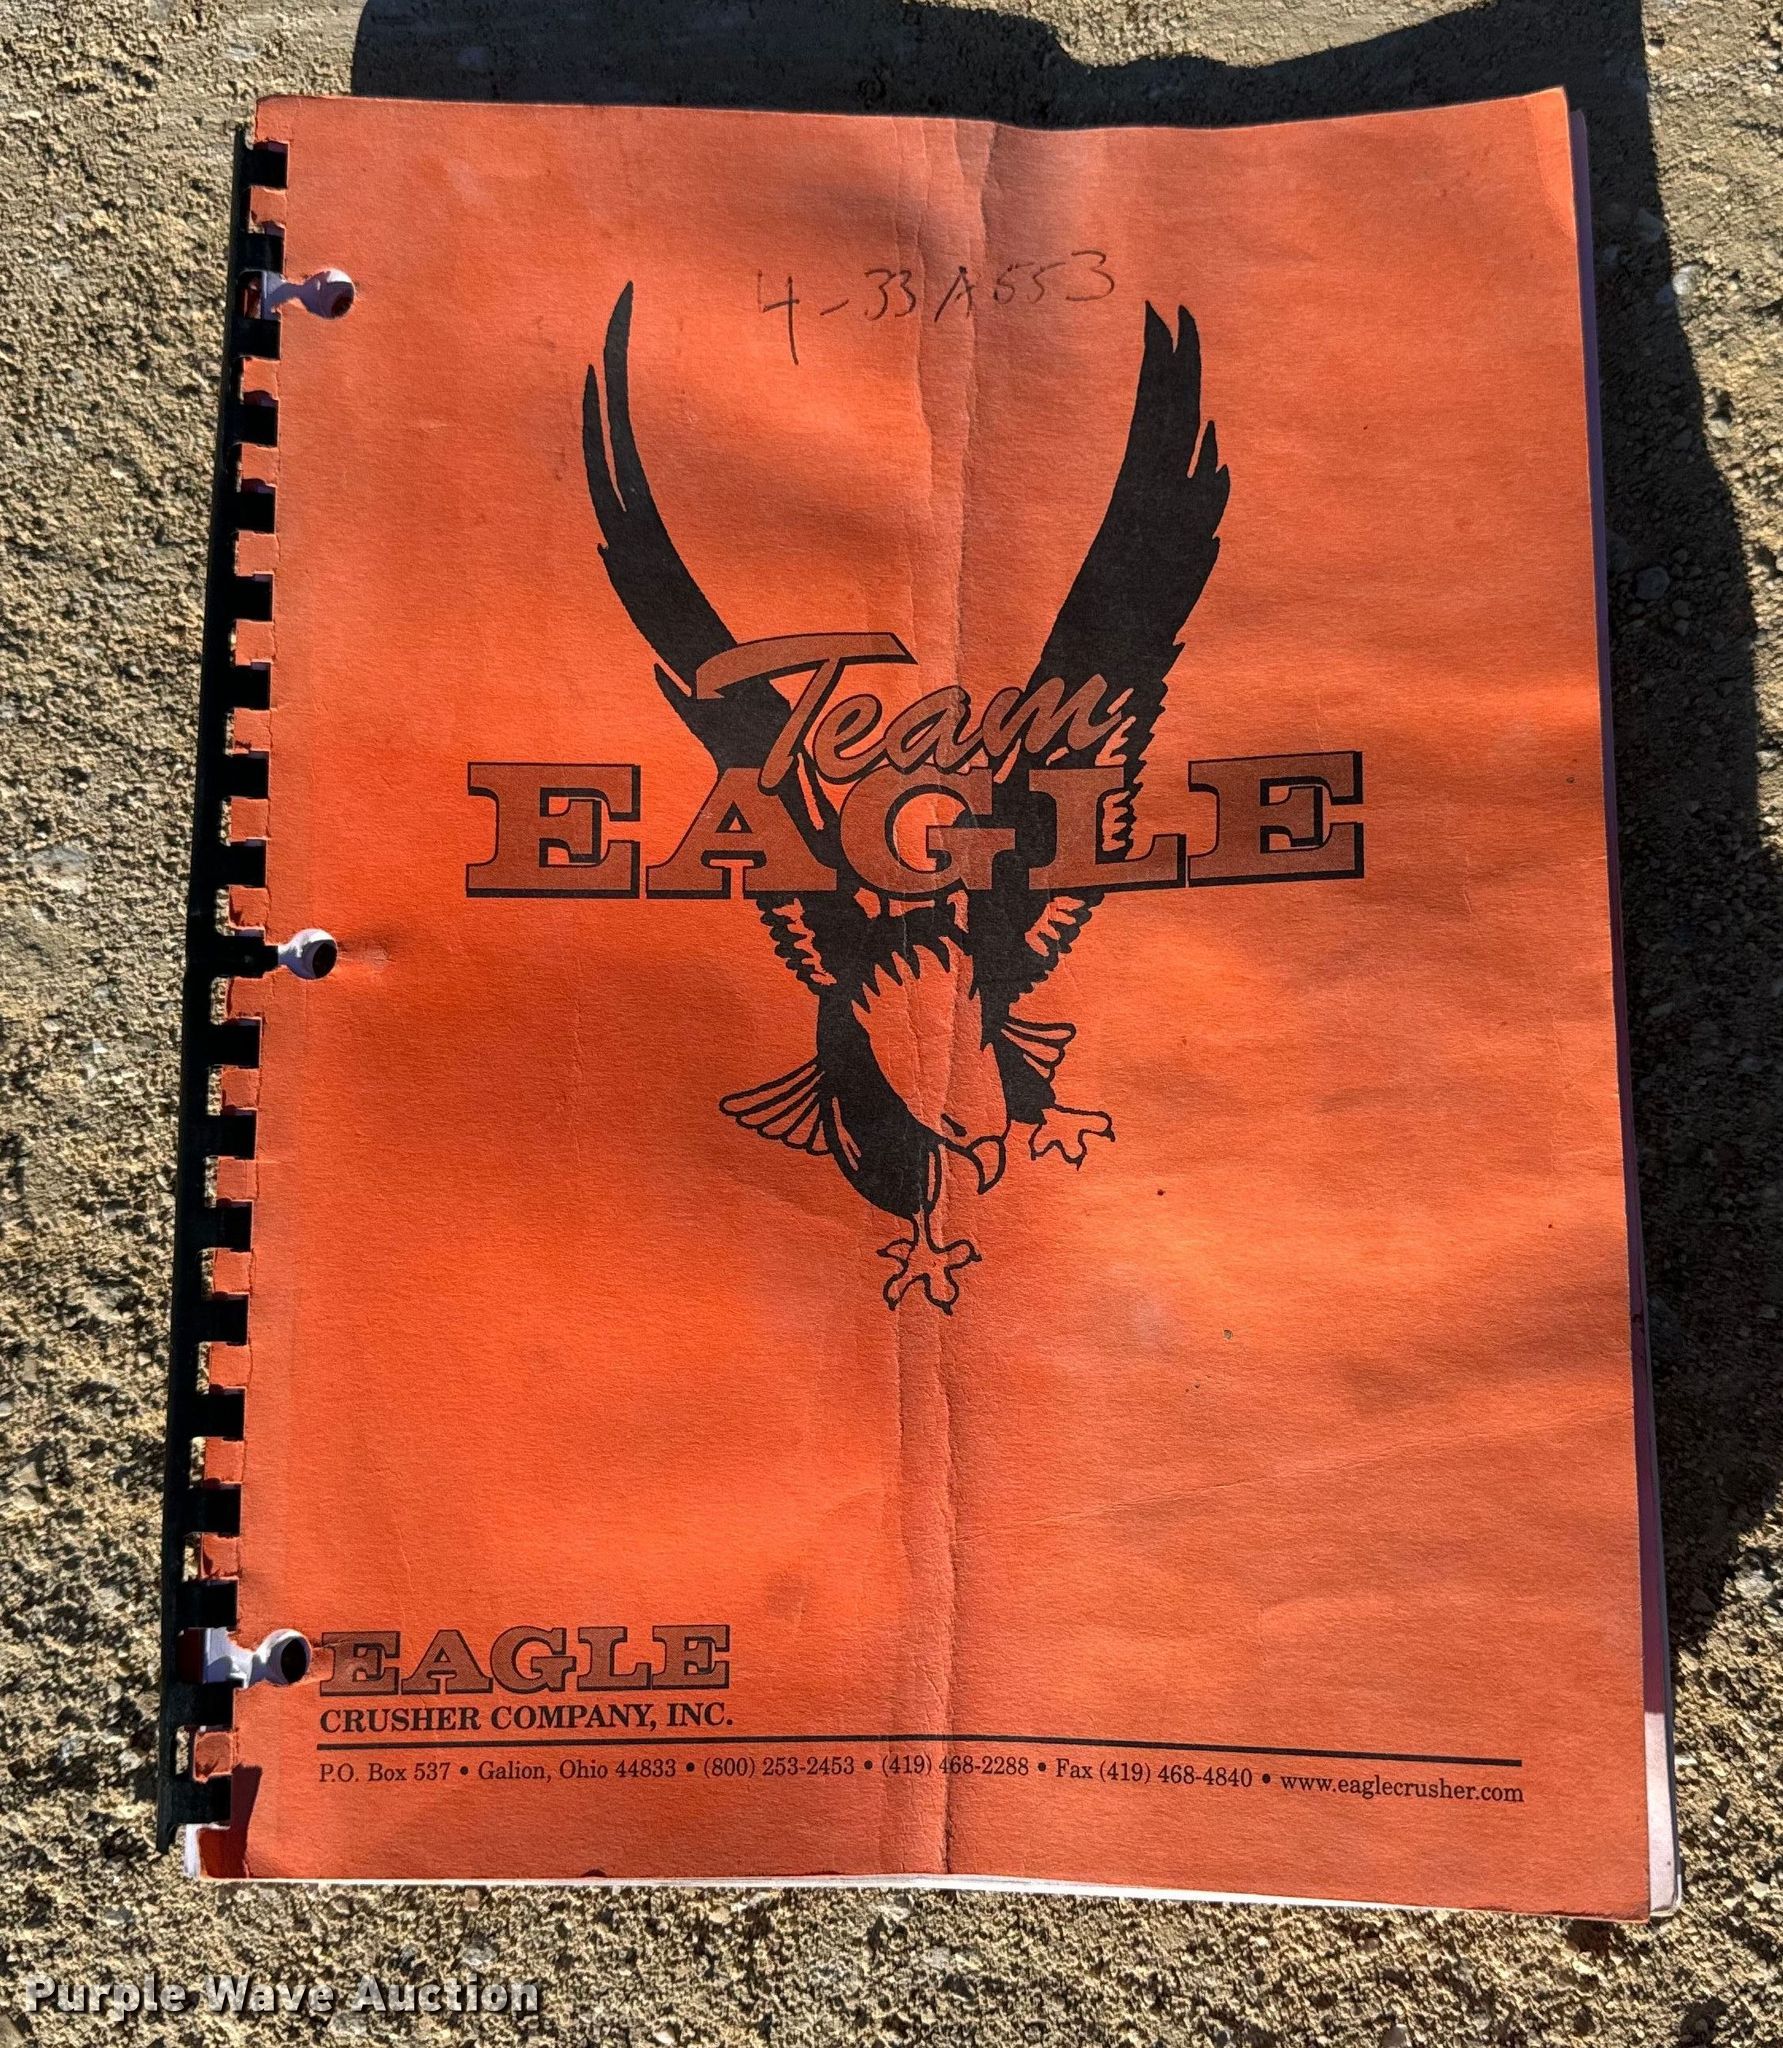 4-33A553
Team
EAGLE
EAGLE
CRUSHER COMPANY, INC.
P.O. Box 537 • Galion, Ohio 44833 • (800) 253-2453 • (419) 468-2288 • Fax (419) 468-4840 • www.eaglecrusher.com
Purple Wave Auction